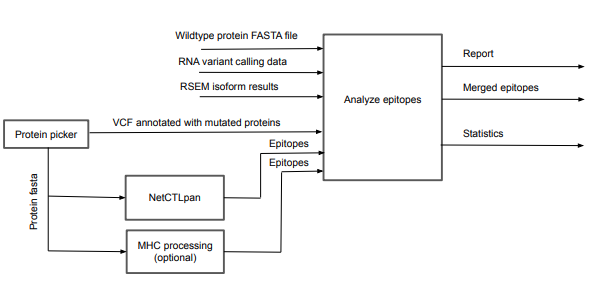 Wildtype protein FASTA file
RNA variant calling data
RSEM isoform results
Protein picker
VCF annotated with mutated proteins
Epitopes
Epitopes
Protein fasta
NetCTLpan
MHC processing
(optional)
Analyze epitopes
Report
Merged epitopes
Statistics